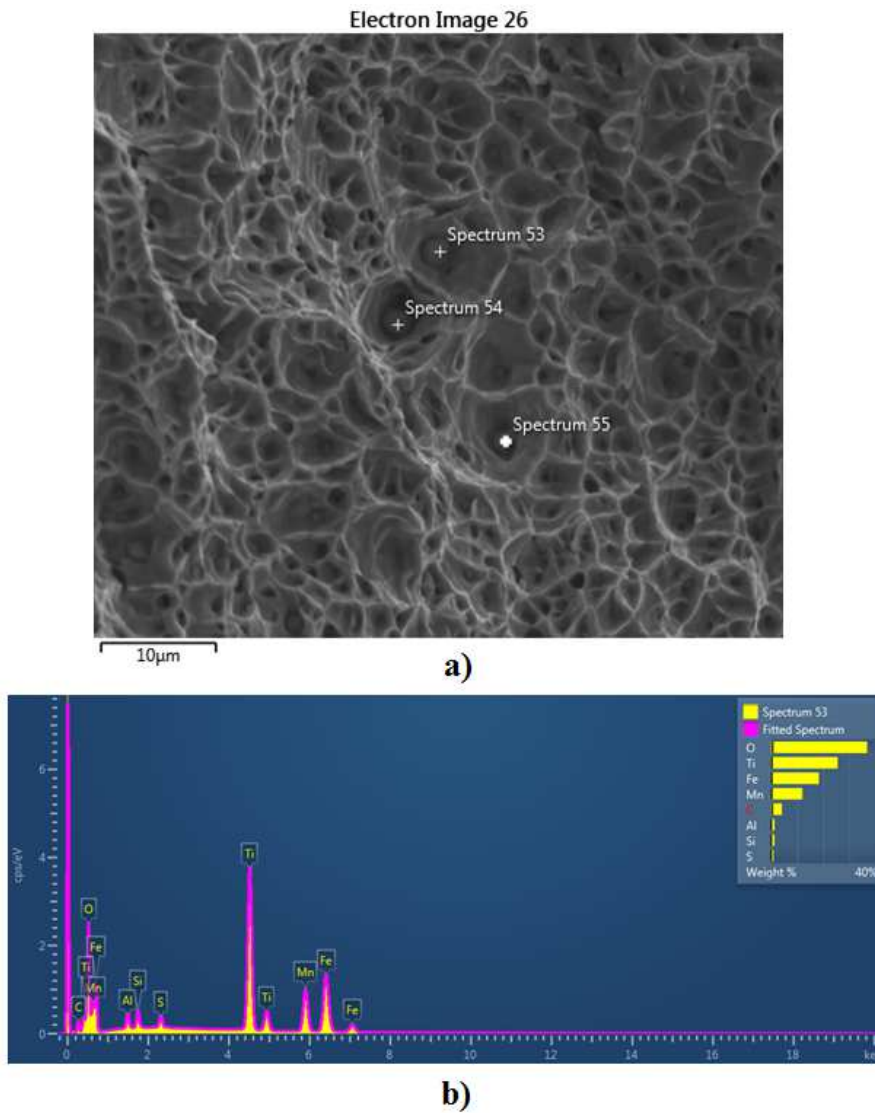 Electron Image 26
Spectrum 53
Spectrum 54
Spectrum 55
10µm
a)
Spectrum 53
Fitted Spectrum
O
Ti
Fe
Mn
C
Al
Si
S
Weight % 40%
cps/eV
6
4
2
0
C
Ti
O
Mn
Fe
Al
Si
S
Ti
Ti
Mn
Fe
Fe
0 2 4 6 8 10 12 14 16 18 ke
b)